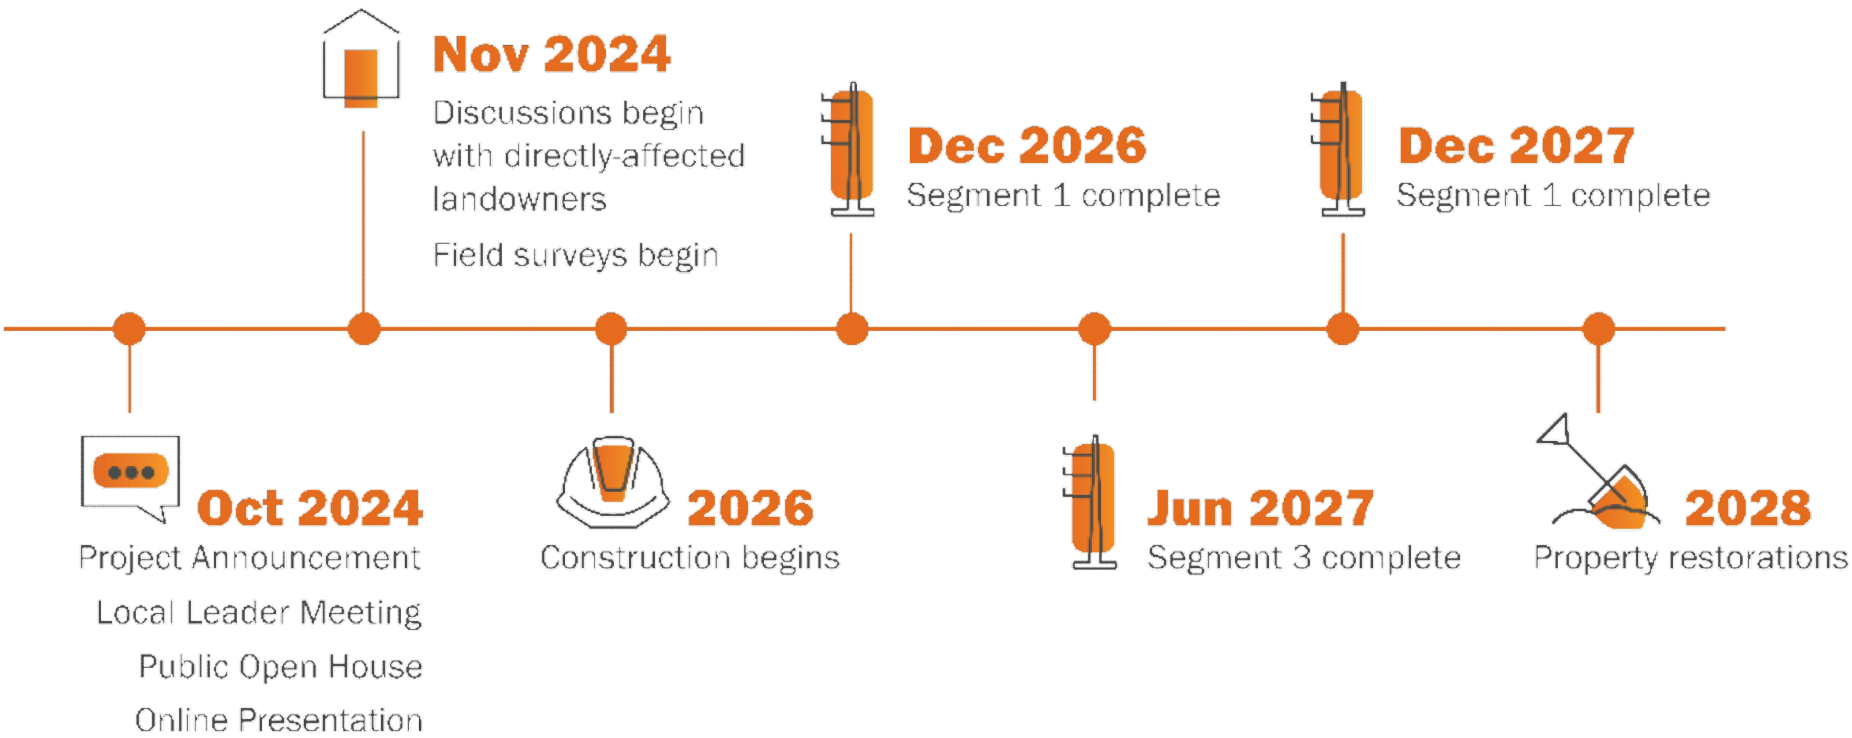 Nov 2024
Discussions begin
with directly-affected
landowners
Field surveys begin
Dec 2026
Segment 1 complete
Dec 2027
Segment 1 complete
Oct 2024
Project Announcement
Local Leader Meeting
Public Open House
Online Presentation
2026
Construction begins
Jun 2027
Segment 3 complete
2028
Property restorations